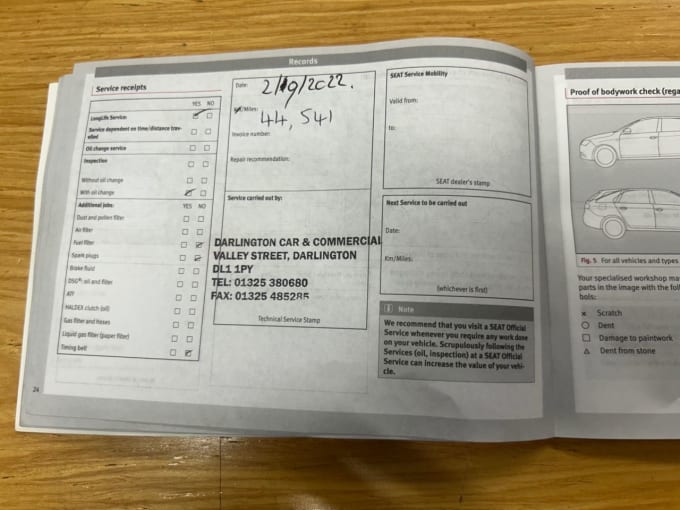 Records
Service receipts
YES NO
LongLife Service:
Service dependent on time/distance trav-
elled
Oil change service
Inspection
Without oil change
With oil change
Additional jobs: YES NO
Dust and pollen filter
Air filter
Fuel filter
Spark plugs
Brake fluid
DSG®: oil and filter
ATF
HALDEX clutch (oil)
Gas filter and hoses
Liquid gas filter (paper filter)
Timing belt
24
Date: 2/9/2022.
Km/Miles: 44,541
Invoice number:
Repair recommendation:
Service carried out by:
DARLINGTON CAR & COMMERCIAL
VALLEY STREET, DARLINGTON
DL1 1PY
TEL: 01325 380680
FAX: 01325 485285
Technical Service Stamp
SEAT Service Mobility
Valid from:
to:
SEAT dealer's stamp
Next Service to be carried out
Date:
Km/Miles:
(whichever is first)
i Note
We recommend that you visit a SEAT Official
Service whenever you require any work done
on your vehicle. Scrupulously following the
Services (oil, inspection) at a SEAT Official
Service can increase the value of your vehi-
cle.
Proof of bodywork check (rega
Fig. 5 For all vehicles and types
Your specialised workshop ma
parts in the image with the foll
bols:
× Scratch
○ Dent
□ Damage to paintwork
△ Dent from stone